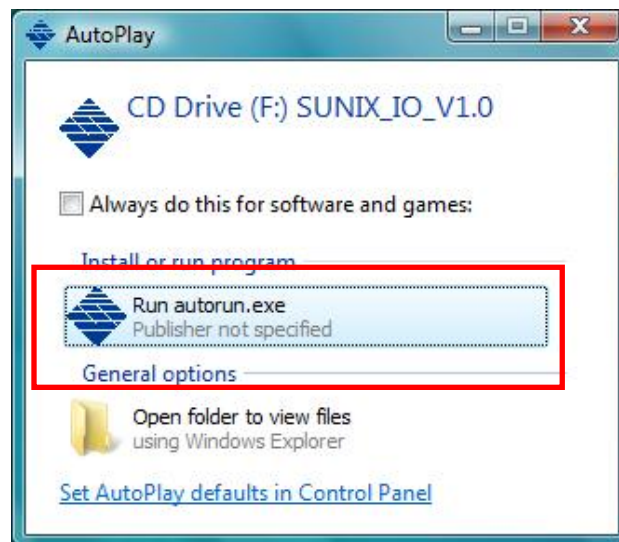 AutoPlay
CD Drive (F:) SUNIX_IO_V1.0
Always do this for software and games:
Install or run program
Run autorun.exe
Publisher not specified
General options
Open folder to view files
using Windows Explorer
Set AutoPlay defaults in Control Panel